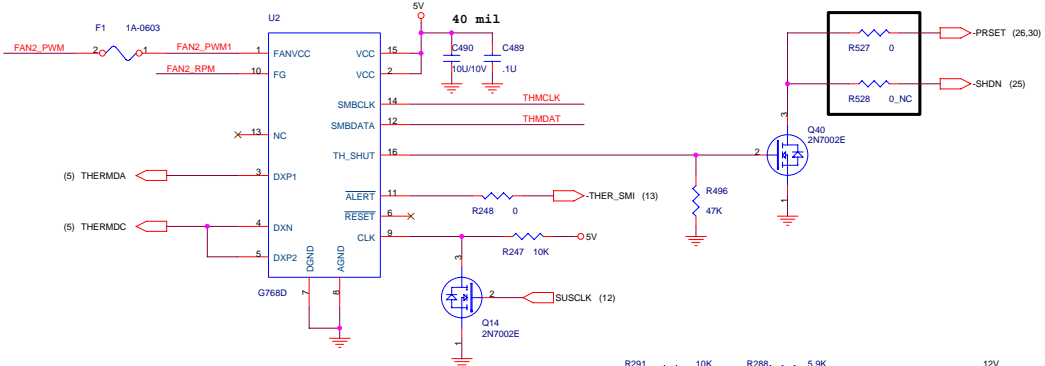 5V
40 mil
F1 1A-0603
U2
FAN2_PWM 2 1 FAN2_PWM1 1 FANVCC VCC 15
C490 C489
10U/10V .1U
FAN2_RPM 10 FG VCC 2
R527 0 -PRSET (26,30)
R528 0_NC -SHDN (25)
SMBCLK 14 THMCLK
SMBDATA 12 THMDAT
13 NC
TH_SHUT 16
3
2
1
Q40
2N7002E
(5) THERMDA 3 DXP1
ALERT 11
R248 0
-THER_SMI (13)
R496
47K
RESET 6
(5) THERMDC 4 DXN
CLK 9
R247 10K
5V
5 DXP2
DGND AGND
7 8
G768D
3
2
1
SUSCLK (12)
Q14
2N7002E
R291 10K R288 5.9K 12V